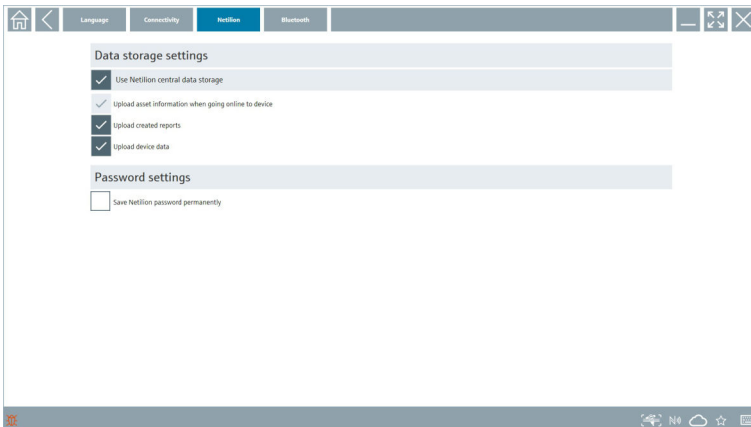 Language Connectivity Netilion Bluetooth
Data storage settings
Use Netilion central data storage
Upload asset information when going online to device
Upload created reports
Upload device data
Password settings
Save Netilion password permanently